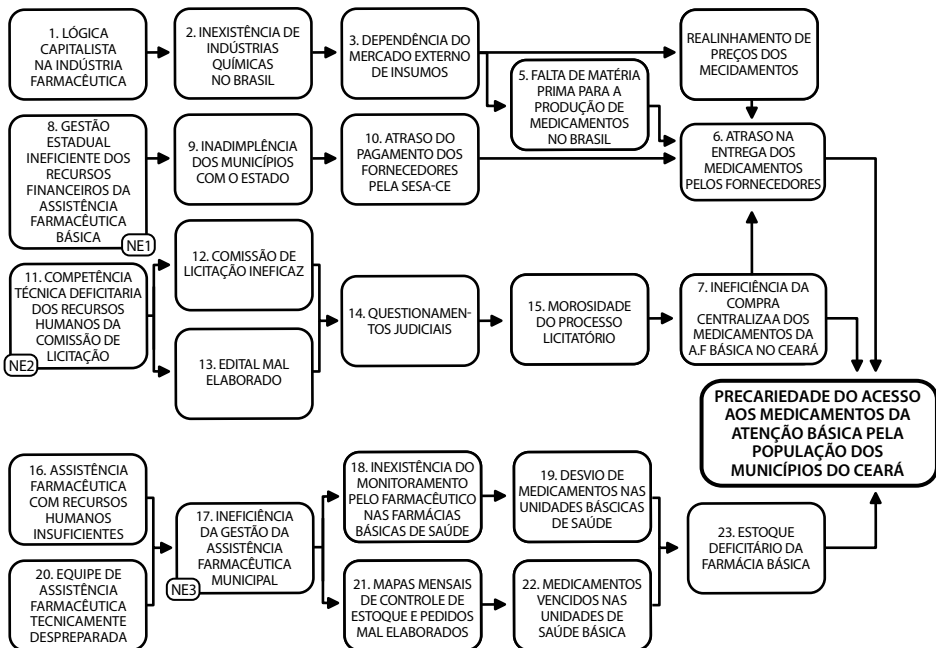 1. LÓGICA
CAPITALISTA
NA INDÚSTRIA
FARMACÊUTICA
2. INEXISTÊNCIA DE
INDÚSTRIAS
QUÍMICAS
NO BRASIL
3. DEPENDÊNCIA DO
MERCADO EXTERNO
DE INSUMOS
REALINHAMENTO DE
PREÇOS DOS
MECIDAMENTOS
5. FALTA DE MATÉRIA
PRIMA PARA A
PRODUÇÃO DE
MEDICAMENTOS
NO BRASIL
8. GESTÃO
ESTADUAL
INEFICIENTE DOS
RECURSOS
FINANCEIROS DA
ASSISTÊNCIA
FARMACÊUTICA
BÁSICA
NE1
9. INADIMPLÊNCIA
DOS MUNICÍPIOS
COM O ESTADO
10. ATRASO DO
PAGAMENTO DOS
FORNECEDORES
PELA SESA-CE
6. ATRASO NA
ENTREGA DOS
MEDICAMENTOS
PELOS FORNECEDORES
11. COMPETÊNCIA
TÉCNICA DEFICITARIA
DOS RECURSOS
HUMANOS DA
COMISSÃO DE
LICITAÇÃO
NE2
12. COMISSÃO DE
LICITAÇÃO INEFICAZ
13. EDITAL MAL
ELABORADO
14. QUESTIONAMEN-
TOS JUDICIAIS
15. MOROSIDADE
DO PROCESSO
LICITATÓRIO
7. INEFICIÊNCIA DA
COMPRA
CENTRALIZAA DOS
MEDICAMENTOS DA
A.F BÁSICA NO CEARÁ
PRECARIEDADE DO ACESSO
AOS MEDICAMENTOS DA
ATENÇÃO BÁSICA PELA
POPULAÇÃO DOS
MUNICÍPIOS DO CEARÁ
16. ASSISTÊNCIA
FARMACÊUTICA
COM RECURSOS
HUMANOS
INSUFICIENTES
20. EQUIPE DE
ASSISTÊNCIA
FARMACÊUTICA
TECNICAMENTE
DESPREPARADA
17. INEFICIÊNCIA
DA GESTÃO DA
ASSISTÊNCIA
FARMACÊUTICA
MUNICIPAL
NE3
18. INEXISTÊNCIA DO
MONITORAMENTO
PELO FARMACÊUTICO
NAS FARMÁCIAS
BÁSICAS DE SAÚDE
19. DESVIO DE
MEDICAMENTOS NAS
UNIDADES BÁSCICAS
DE SAÚDE
21. MAPAS MENSAIS
DE CONTROLE DE
ESTOQUE E PEDIDOS
MAL ELABORADOS
22. MEDICAMENTOS
VENCIDOS NAS
UNIDADES DE
SAÚDE BÁSICA
23. ESTOQUE
DEFICITÁRIO DA
FARMÁCIA BÁSICA